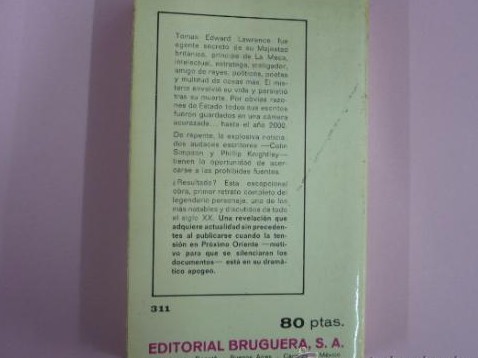 Tomas Edward Lawrence fue
agente secreto de su Majestad
británica, príncipe de La Meca,
intelectual, estratega, instigador,
amigo de reyes, políticos, poetas
y multitud de cosas más. El mis-
terio envolvió su vida y persistió
tras su muerte. Por obvias razo-
nes de Estado todos sus escritos
fueron guardados en una cámara
acorazada... hasta el año 2000.
De repente, la explosiva noticia:
dos audaces escritores —Colin
Simpson y Phillip Knightley—
tienen la oportunidad de acer-
carse a las prohibidas fuentes.
¿Resultado? Esta excepcional
obra, primer retrato completo del
legendario personaje, uno de los
más notables y discutidos de todo
el siglo XX. Una revelación que
adquiere actualidad sin preceden-
tes al publicarse cuando la ten-
sión en Próximo Oriente —moti-
vo para que se silenciaran los
documentos— está en su dramá-
tico apogeo.
311
80 ptas.
EDITORIAL BRUGUERA, S. A.
Buenos Aires México